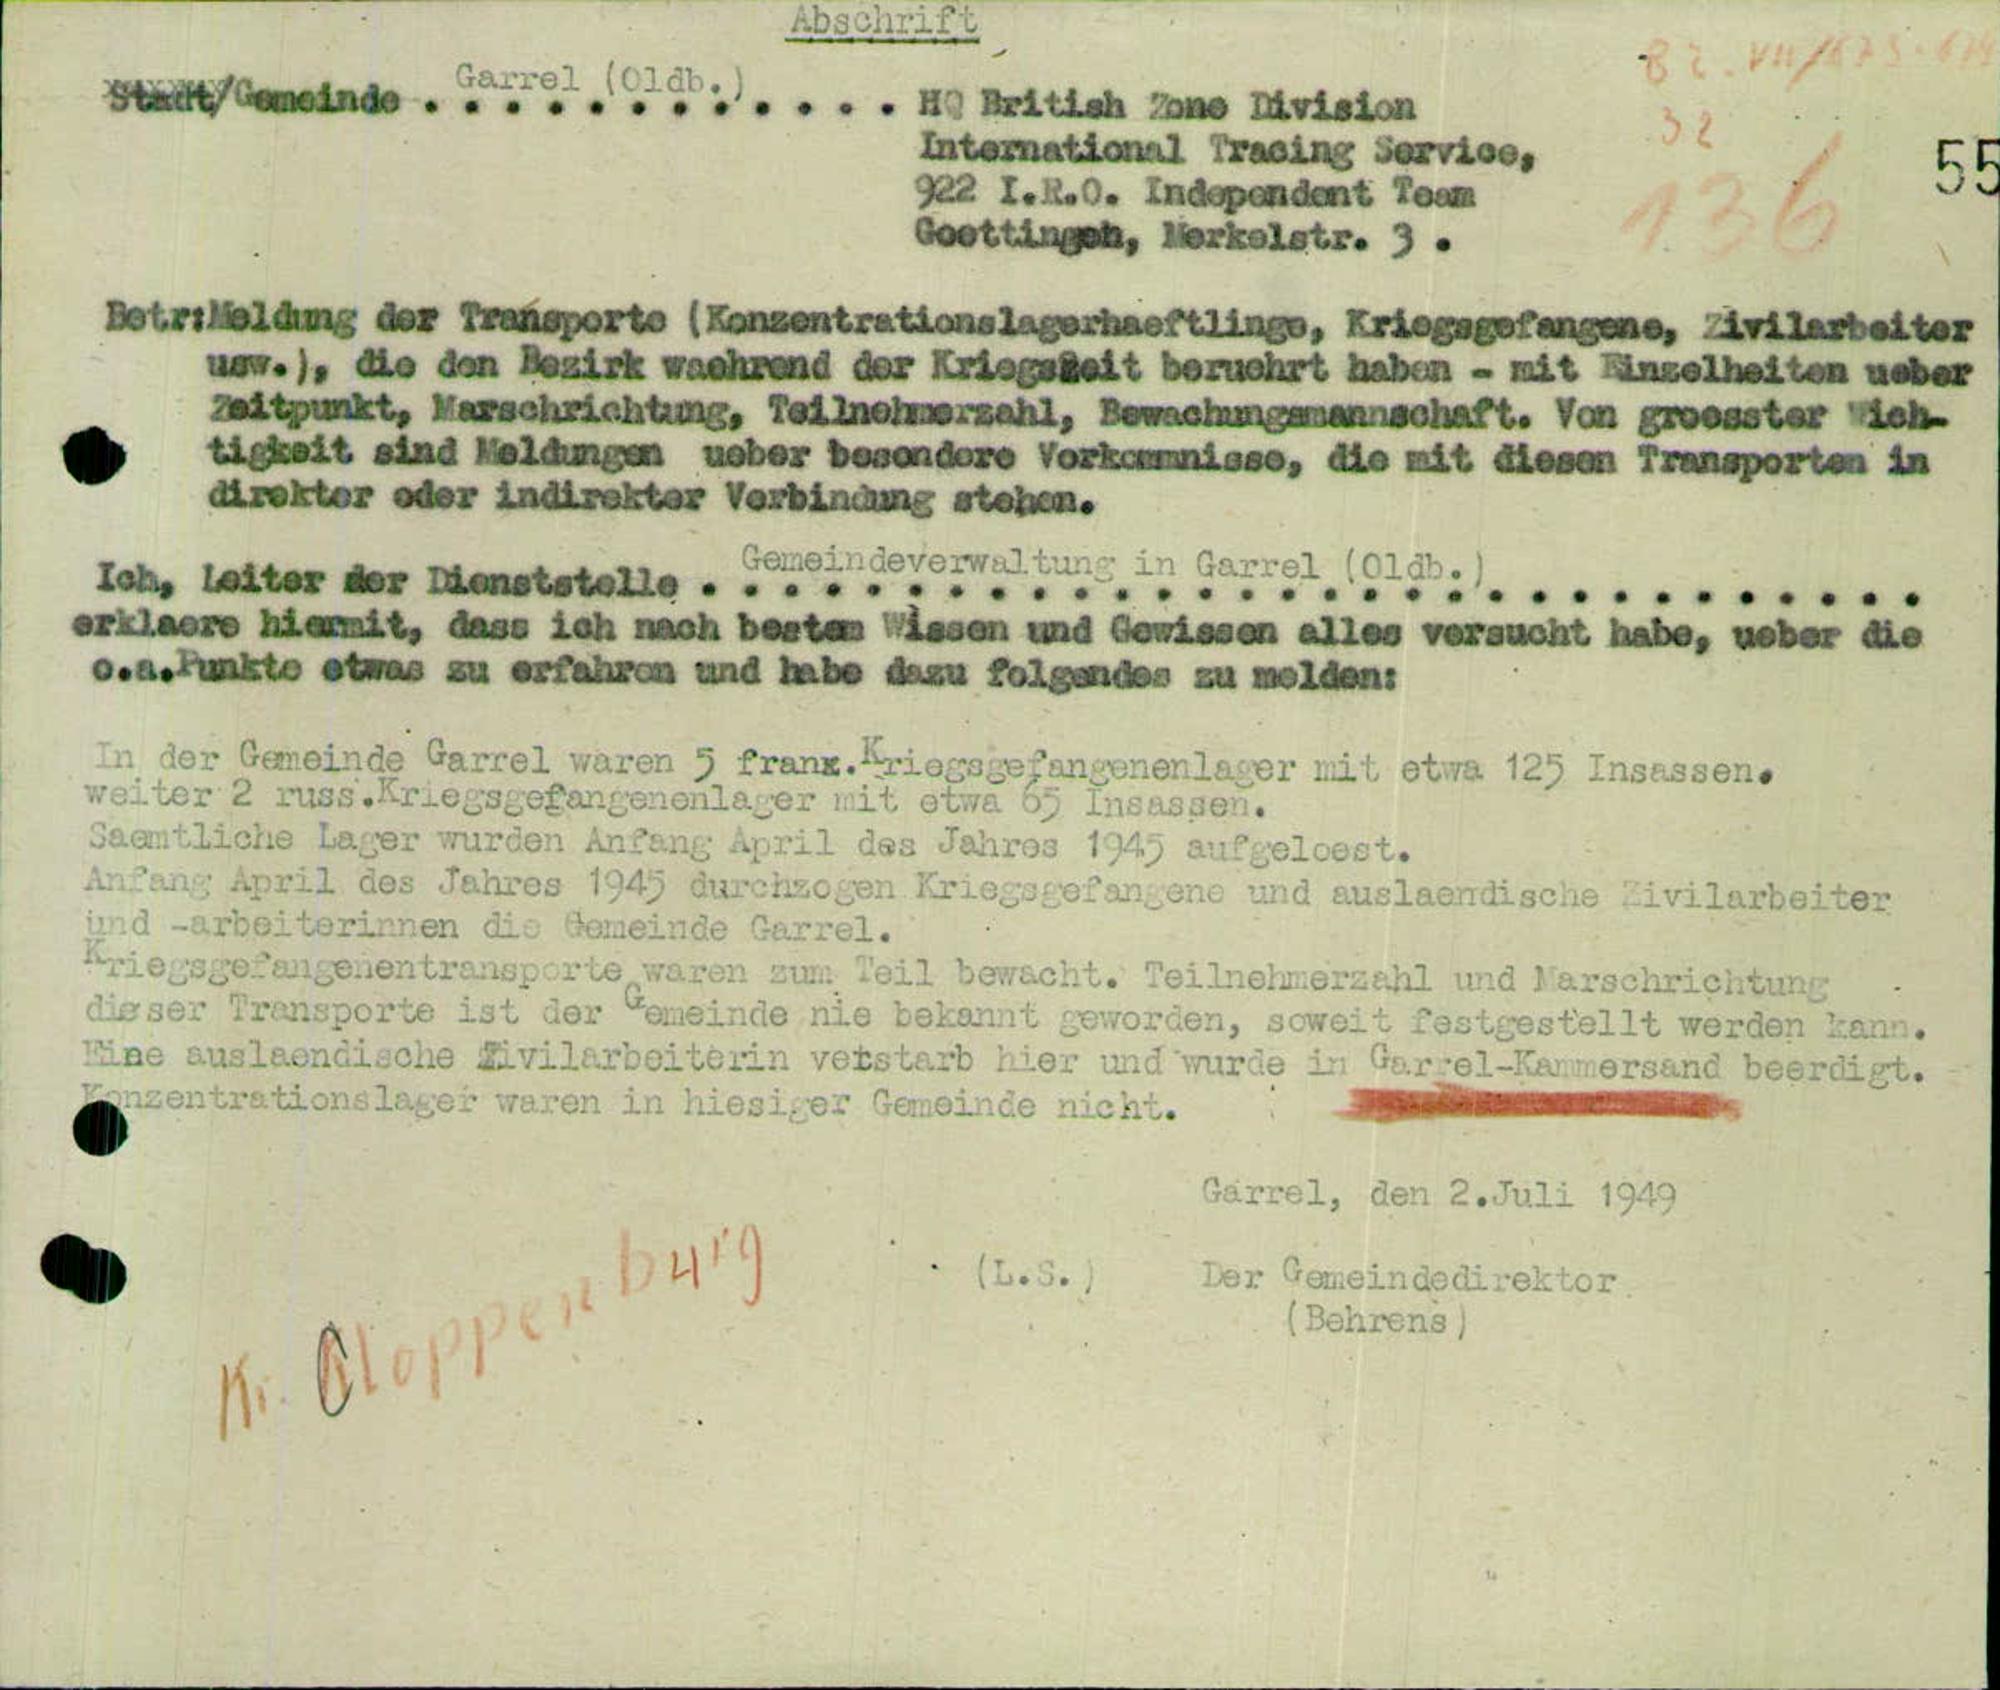 Abschrift
Stadt/Gemeinde . Garrel (Oldb.) . . . . . . . . . . . HQ British Zone Division
International Tracing Service,
922 I.R.O. Independent Team
Goettingen, Merkelstr. 3 .
32
136
55
Betr:Meldung der Transporte (Konzentrationslagerhaeftlinge, Kriegsgefangene, Zivilarbeiter
usw.), die den Bezirk waehrend der Kriegszeit beruehrt haben - mit Einzelheiten ueber
Zeitpunkt, Marschrichtung, Teilnehmerzahl, Bewachungsmannschaft. Von groesster Wich-
tigkeit sind Meldungen ueber besondere Vorkommnisse, die mit diesen Transporten in
direkter oder indirekter Verbindung stehen.
Ich, Leiter der Dienststelle . Gemeindeverwaltung in Garrel (Oldb.) . . . . . . . . . . .
erklaere hiermit, dass ich nach bestem Wissen und Gewissen alles versucht habe, ueber die
o.a.Punkte etwas zu erfahren und habe dazu folgendes zu melden:
In der Gemeinde Garrel waren 5 franz.Kriegsgefangenenlager mit etwa 125 Insassen.
weiter 2 russ.Kriegsgefangenenlager mit etwa 65 Insassen.
Saemtliche Lager wurden Anfang April des Jahres 1945 aufgeloest.
Anfang April des Jahres 1945 durchzogen Kriegsgefangene und auslaendische Zivilarbeiter
und -arbeiterinnen die Gemeinde Garrel.
Kriegsgefangenentransporte waren zum Teil bewacht. Teilnehmerzahl und Marschrichtung
dieser Transporte ist der Gemeinde nie bekannt geworden, soweit festgestellt werden kann.
Eine auslaendische Zivilarbeiterin verstarb hier und wurde in Garrel-Kammersand beerdigt.
Konzentrationslager waren in hiesiger Gemeinde nicht.
Garrel, den 2.Juli 1949
(L.S.) Der Gemeindedirektor
(Behrens)
Kr. Cloppenburg